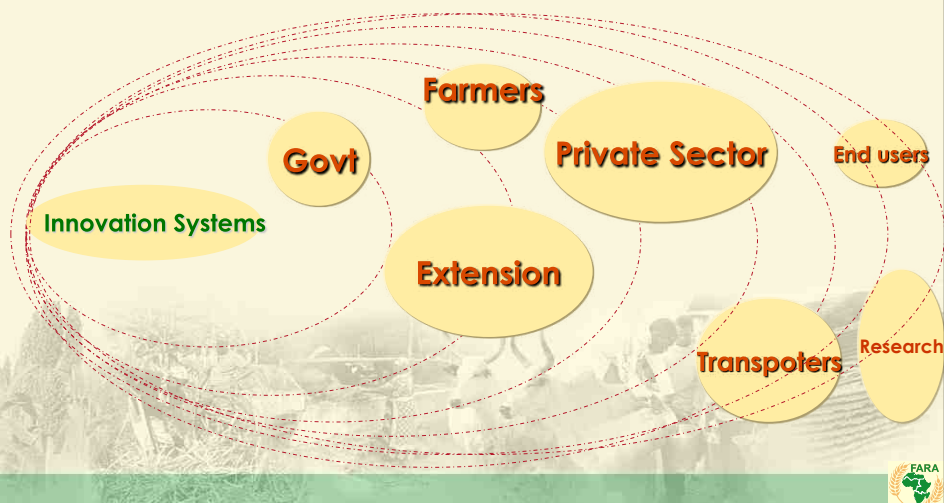 Farmers
Private Sector
Govt
End users
Innovation Systems
Extension
Transpoters
Research
FARA